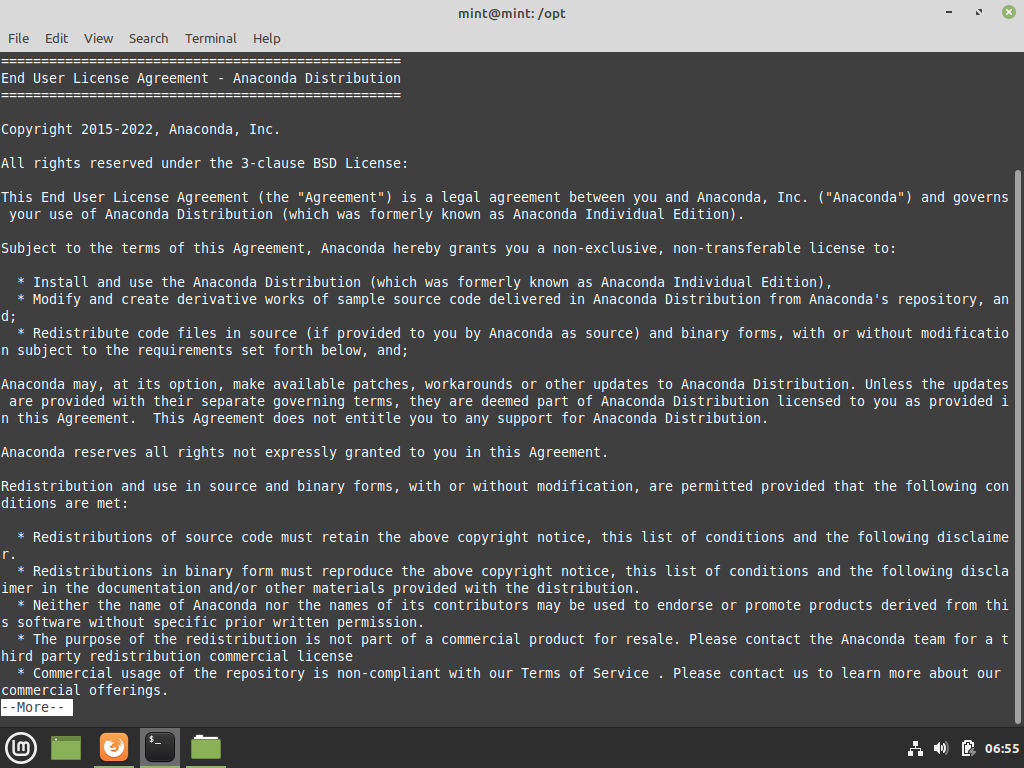 mint@mint: /opt
File Edit View Search Terminal Help
==================================================
End User License Agreement - Anaconda Distribution
==================================================
Copyright 2015-2022, Anaconda, Inc.
All rights reserved under the 3-clause BSD License:
This End User License Agreement (the "Agreement") is a legal agreement between you and Anaconda, Inc. ("Anaconda") and governs
 your use of Anaconda Distribution (which was formerly known as Anaconda Individual Edition).
Subject to the terms of this Agreement, Anaconda hereby grants you a non-exclusive, non-transferable license to:
  * Install and use the Anaconda Distribution (which was formerly known as Anaconda Individual Edition),
  * Modify and create derivative works of sample source code delivered in Anaconda Distribution from Anaconda's repository, an
d;
  * Redistribute code files in source (if provided to you by Anaconda as source) and binary forms, with or without modificatio
n subject to the requirements set forth below, and;
Anaconda may, at its option, make available patches, workarounds or other updates to Anaconda Distribution. Unless the updates
 are provided with their separate governing terms, they are deemed part of Anaconda Distribution licensed to you as provided i
n this Agreement.  This Agreement does not entitle you to any support for Anaconda Distribution.
Anaconda reserves all rights not expressly granted to you in this Agreement.
Redistribution and use in source and binary forms, with or without modification, are permitted provided that the following con
ditions are met:
  * Redistributions of source code must retain the above copyright notice, this list of conditions and the following disclaime
r.
  * Redistributions in binary form must reproduce the above copyright notice, this list of conditions and the following discla
imer in the documentation and/or other materials provided with the distribution.
  * Neither the name of Anaconda nor the names of its contributors may be used to endorse or promote products derived from thi
s software without specific prior written permission.
  * The purpose of the redistribution is not part of a commercial product for resale. Please contact the Anaconda team for a t
hird party redistribution commercial license
  * Commercial usage of the repository is non-compliant with our Terms of Service . Please contact us to learn more about our
commercial offerings.
--More--
$_
06:55